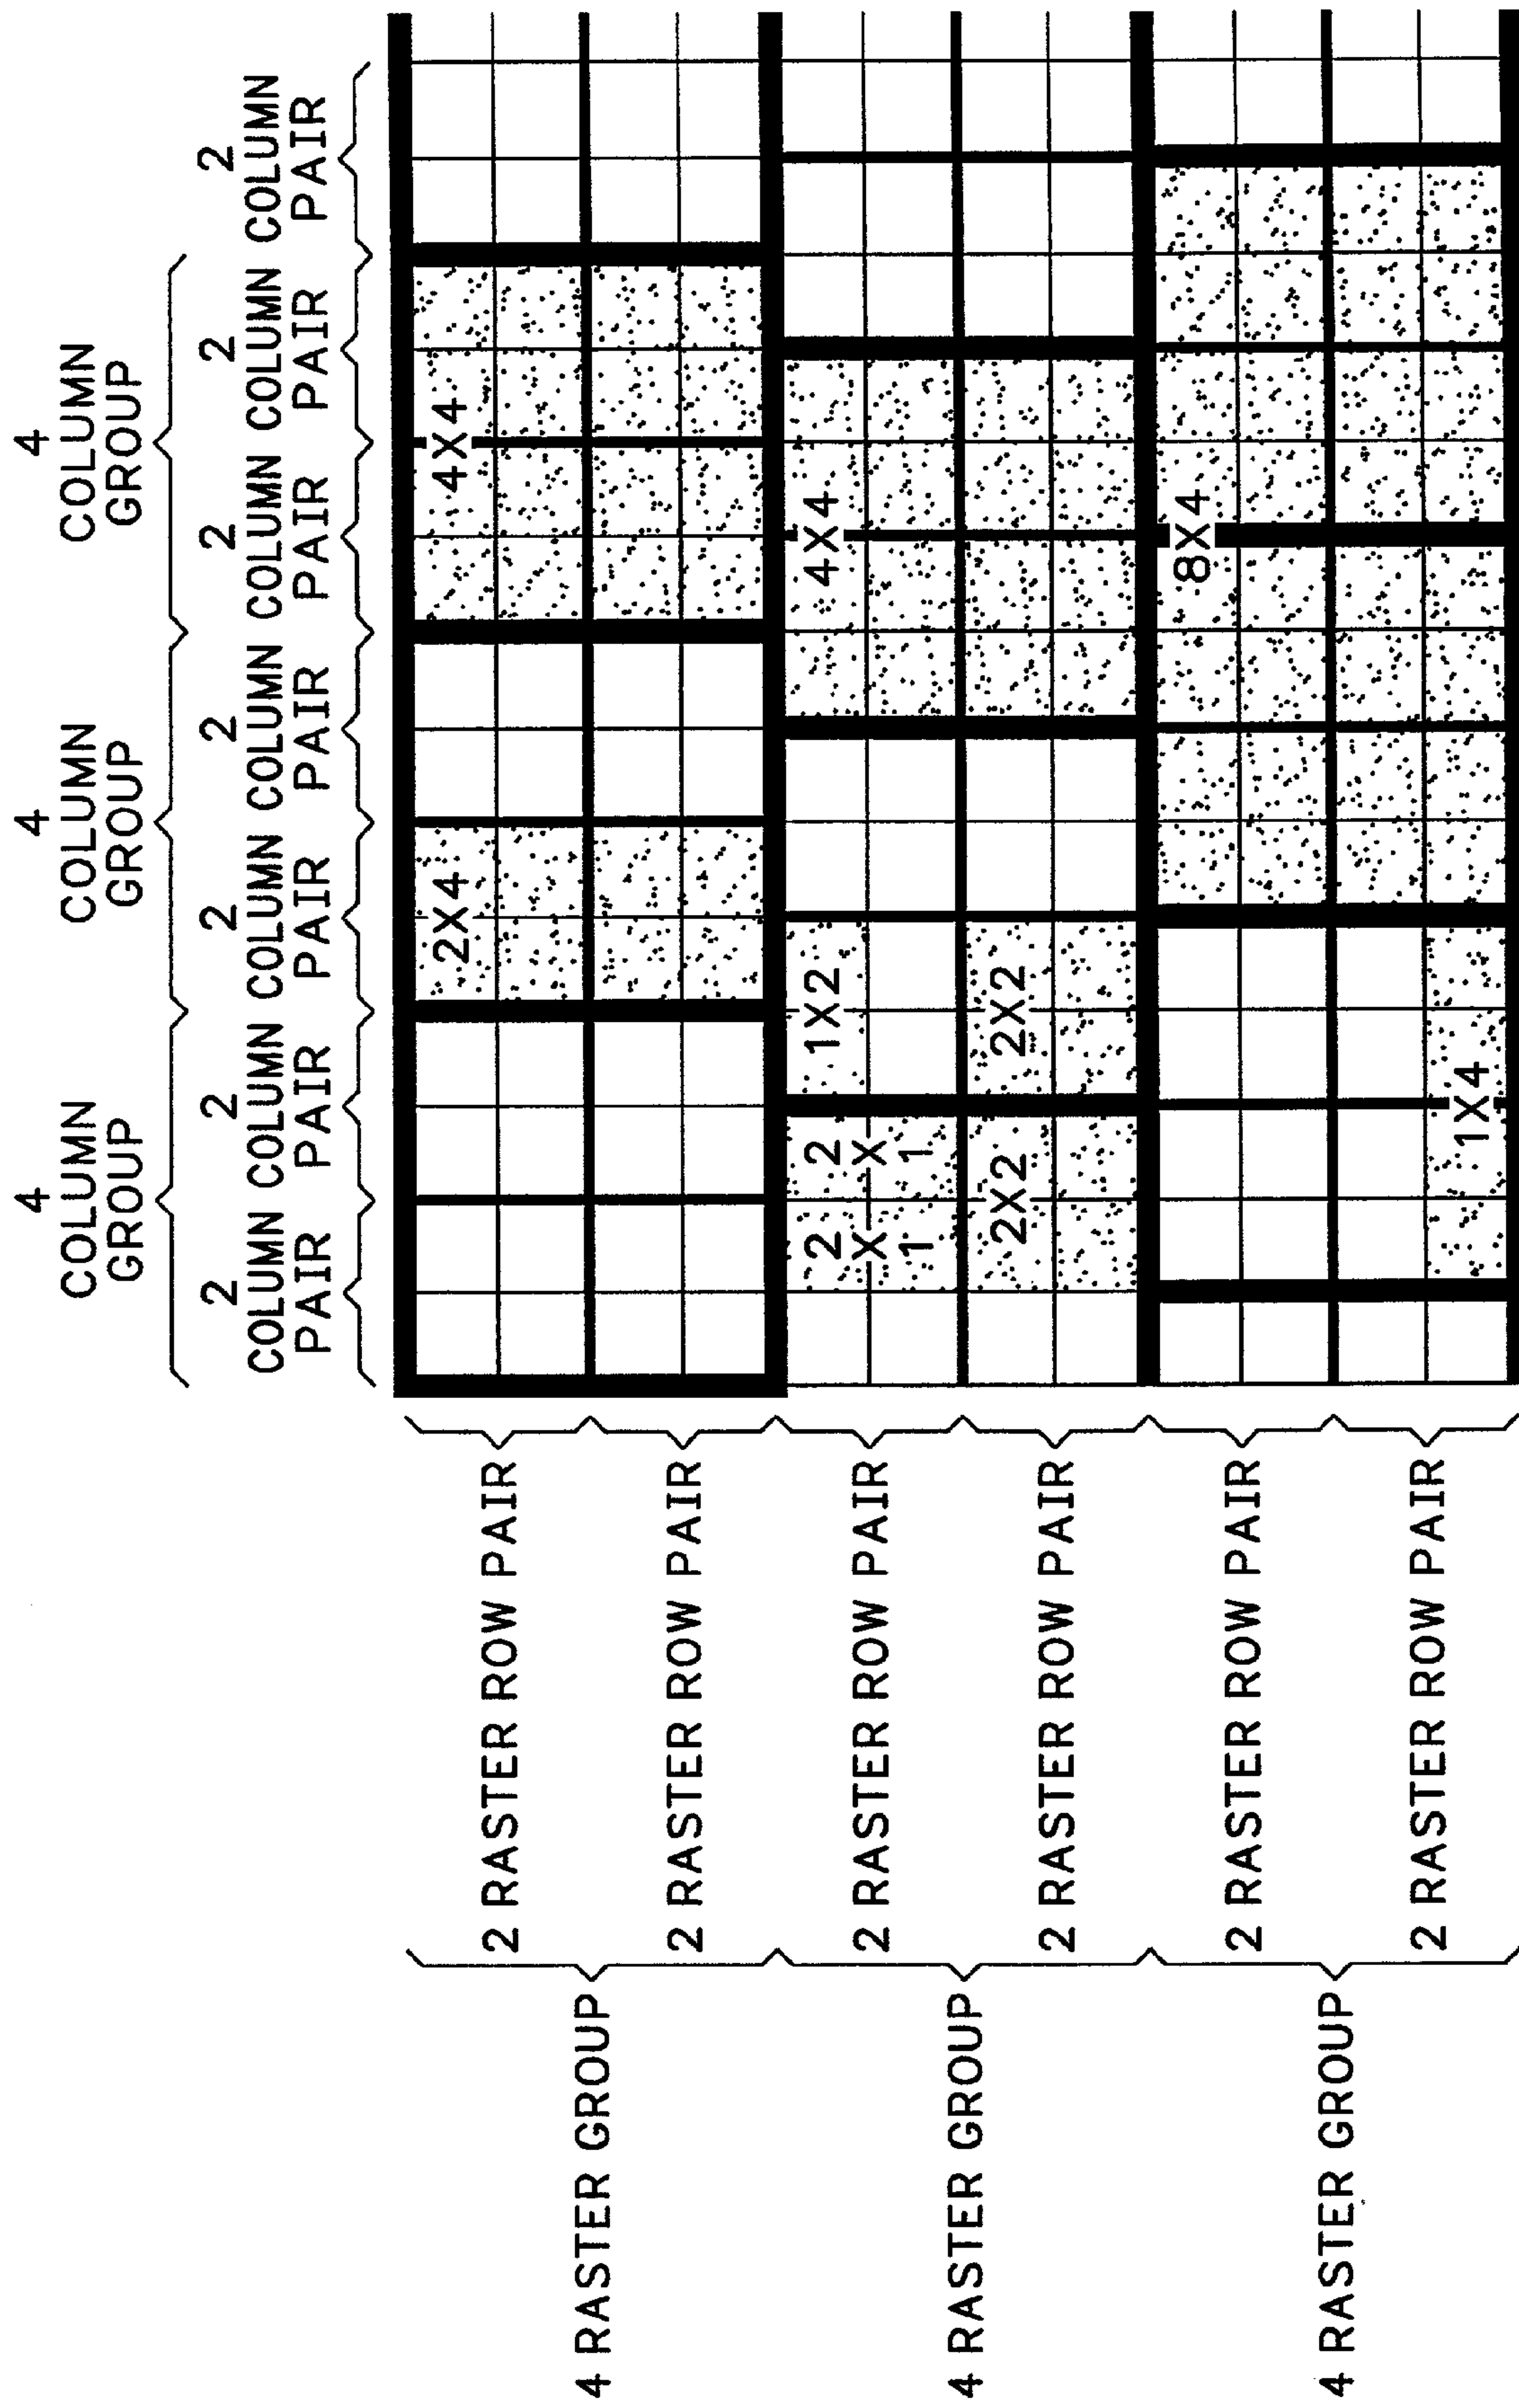 4
COLUMN
GROUP
4
COLUMN
GROUP
4
COLUMN
GROUP
2
COLUMN
PAIR
2
COLUMN
PAIR
2
COLUMN
PAIR
2
COLUMN
PAIR
2
COLUMN
PAIR
2
COLUMN
PAIR
2
COLUMN
PAIR
4 RASTER GROUP
2 RASTER ROW PAIR
2X4
4X4
2 RASTER ROW PAIR
4 RASTER GROUP
2 RASTER ROW PAIR
2
X
1
2
X
1
1X2
4X4
2 RASTER ROW PAIR
2X2
2X2
4 RASTER GROUP
2 RASTER ROW PAIR
8X4
2 RASTER ROW PAIR
1X4